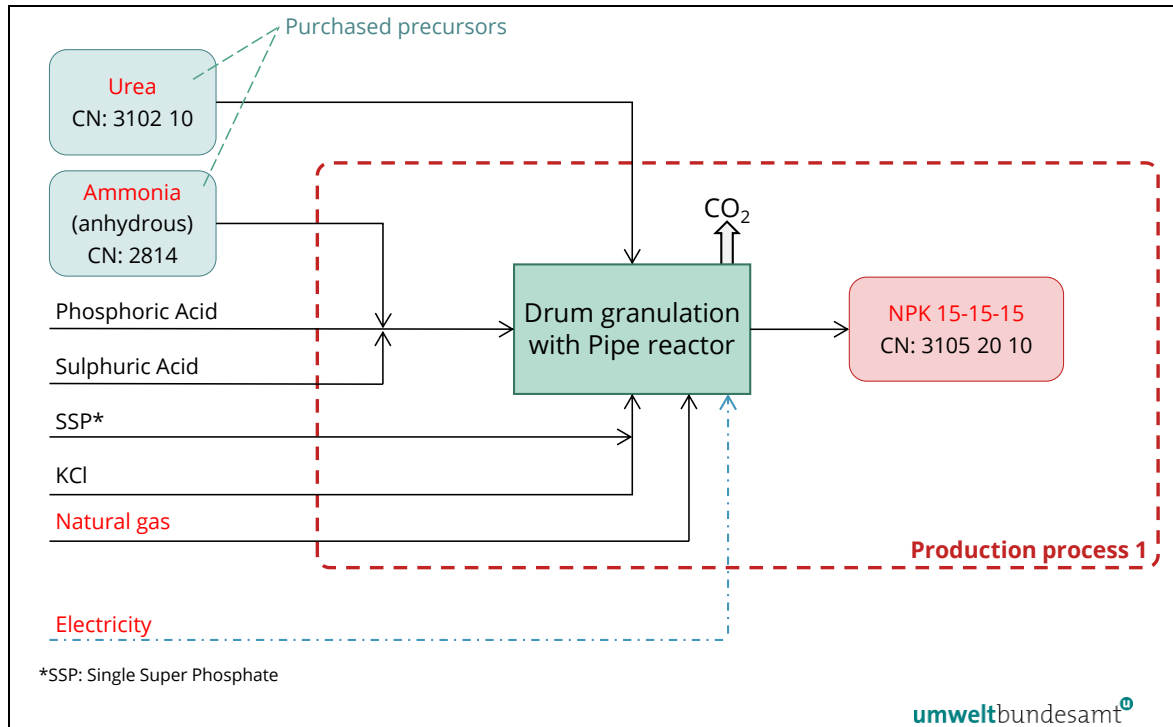 Purchased precursors
Urea
CN: 3102 10
Ammonia
(anhydrous)
CN: 2814
CO₂
Phosphoric Acid
Drum granulation
with Pipe reactor
NPK 15-15-15
CN: 3105 20 10
Sulphuric Acid
SSP*
KCl
Natural gas
Production process 1
Electricity
*SSP: Single Super Phosphate
umweltbundesamt
u